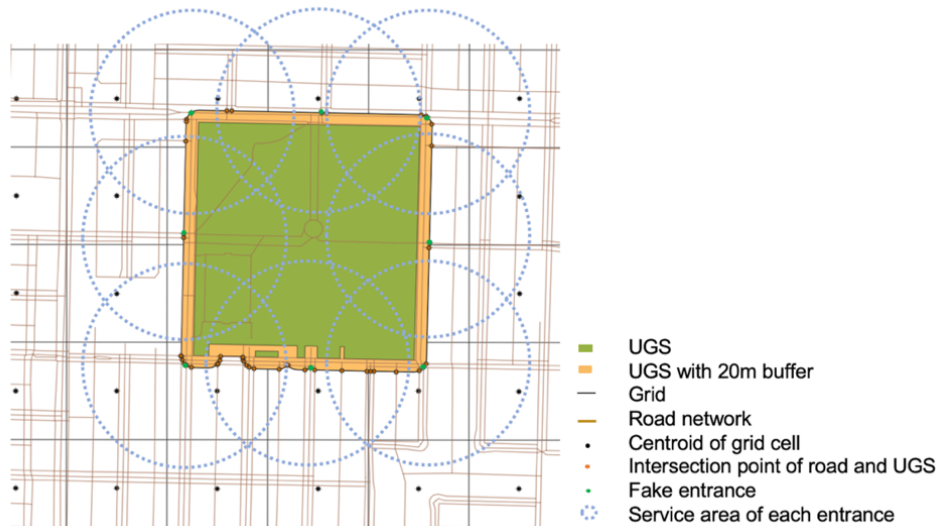 UGS
UGS with 20m buffer
Grid
Road network
Centroid of grid cell
Intersection point of road and UGS
Fake entrance
Service area of each entrance